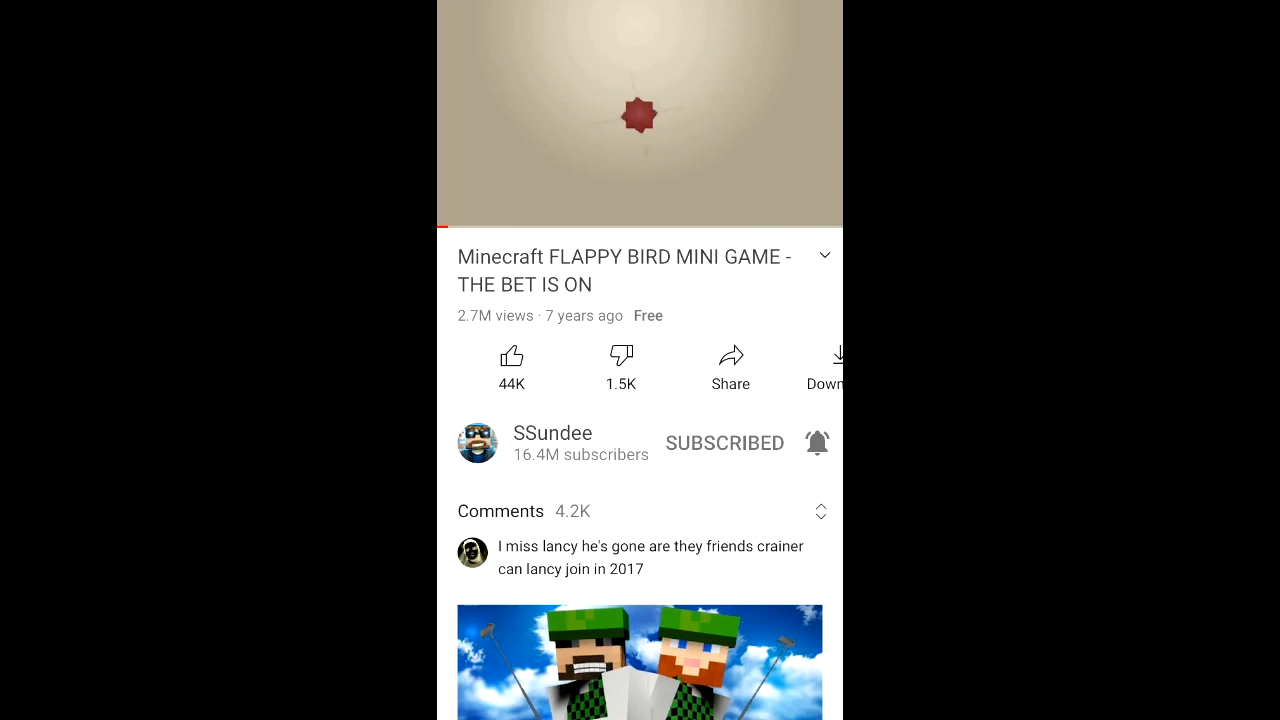 Minecraft FLAPPY BIRD MINI GAME -
THE BET IS ON
2.7M views · 7 years ago Free
44K 1.5K Share Down
SSundee
16.4M subscribers SUBSCRIBED
Comments 4.2K
I miss lancy he's gone are they friends crainer
can lancy join in 2017